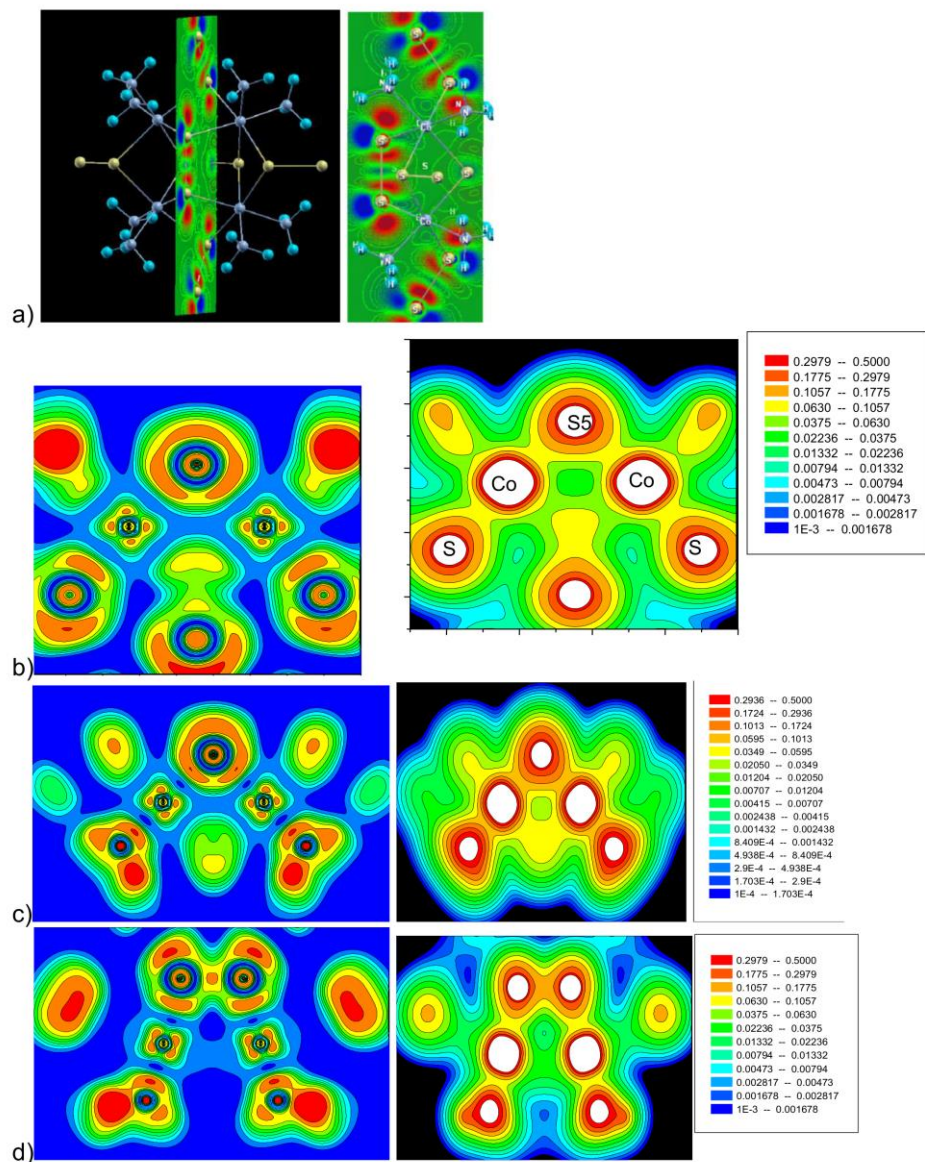 a)
H
N
H
H
N
H
H
S
S
S
S
S
S
Co
N
H
H
b)
S5
Co Co
S S
0.2979 -- 0.5000
0.1775 -- 0.2979
0.1057 -- 0.1775
0.0630 -- 0.1057
0.0375 -- 0.0630
0.02236 -- 0.0375
0.01332 -- 0.02236
0.00794 -- 0.01332
0.00473 -- 0.00794
0.002817 -- 0.00473
0.001678 -- 0.002817
1E-3 -- 0.001678
c)
0.2936 -- 0.5000
0.1724 -- 0.2936
0.1013 -- 0.1724
0.0595 -- 0.1013
0.0349 -- 0.0595
0.02050 -- 0.0349
0.01204 -- 0.02050
0.00707 -- 0.01204
0.00415 -- 0.00707
0.002438 -- 0.00415
0.001432 -- 0.002438
8.409E-4 -- 0.001432
4.938E-4 -- 8.409E-4
2.9E-4 -- 4.938E-4
1.703E-4 -- 2.9E-4
1E-4 -- 1.703E-4
d)
0.2979 -- 0.5000
0.1775 -- 0.2979
0.1057 -- 0.1775
0.0630 -- 0.1057
0.0375 -- 0.0630
0.02236 -- 0.0375
0.01332 -- 0.02236
0.00794 -- 0.01332
0.00473 -- 0.00794
0.002817 -- 0.00473
0.001678 -- 0.002817
1E-3 -- 0.001678